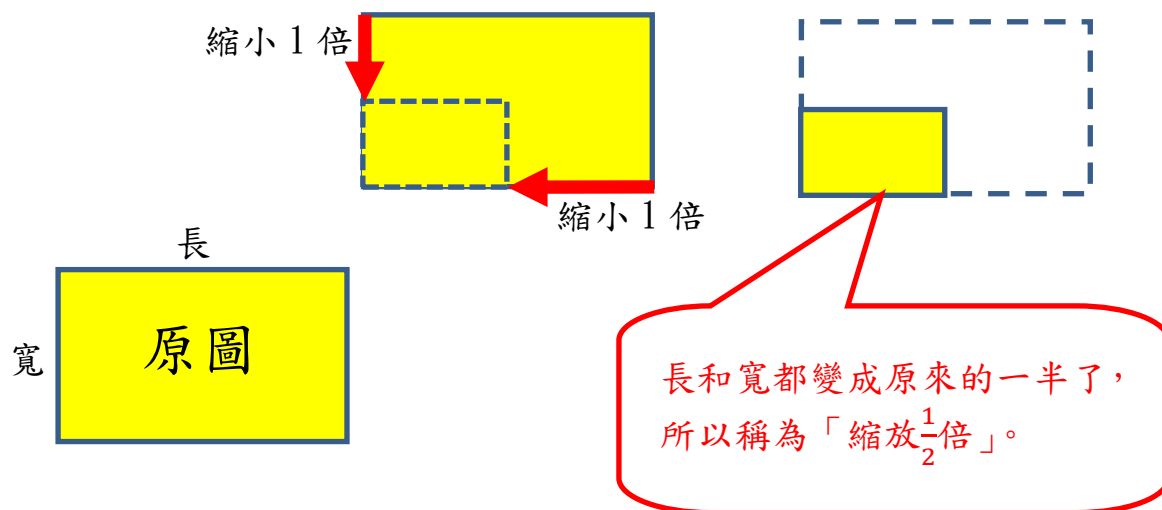 縮小 1 倍
縮小 1 倍
長
寬
原圖
長和寬都變成原來的一半了，
所以稱為「縮放\frac{1}{2}倍」。